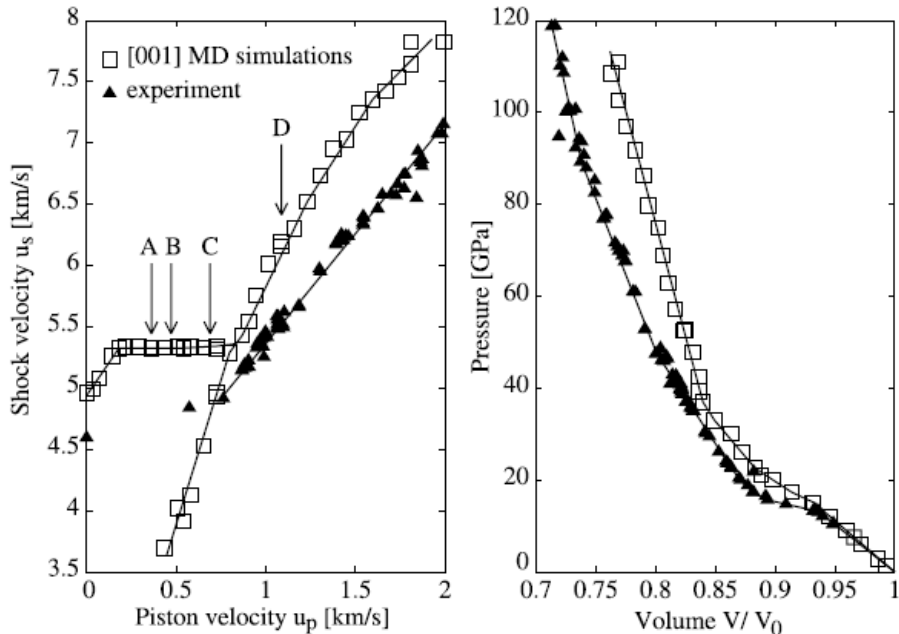 8
7.5
7
6.5
6
5.5
5
4.5
4
3.5
0 0.5 1 1.5 2
Shock velocity u_s [km/s]
Piston velocity u_p [km/s]
[001] MD simulations
experiment
A B C
D
120
100
80
60
40
20
0
0.7 0.75 0.8 0.85 0.9 0.95 1
Pressure [GPa]
Volume V/ V_0